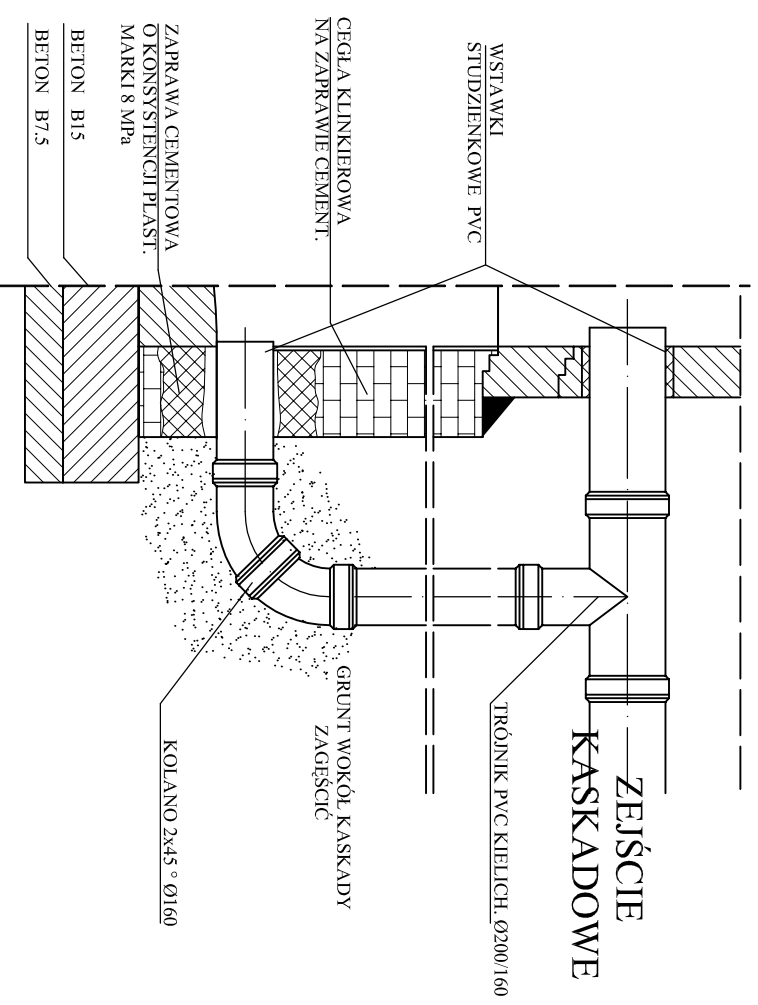 ZEJŚCIE
KASKADOWE
WSTAWKI
STUDZIENKOWE PVC
TRÓJNIK PVC KIELICH. Ø200/160
CEGŁA KLINKIEROWA
NA ZAPRAWIE CEMENT.
GRUNT WOKÓŁ KASKADY
ZAGĘŚCIĆ
ZAPRAWA CEMENTOWA
O KONSYSTENCJI PLAST.
MARKI 8 MPa
KOLANO 2x45 ° Ø160
BETON B15
BETON B7.5